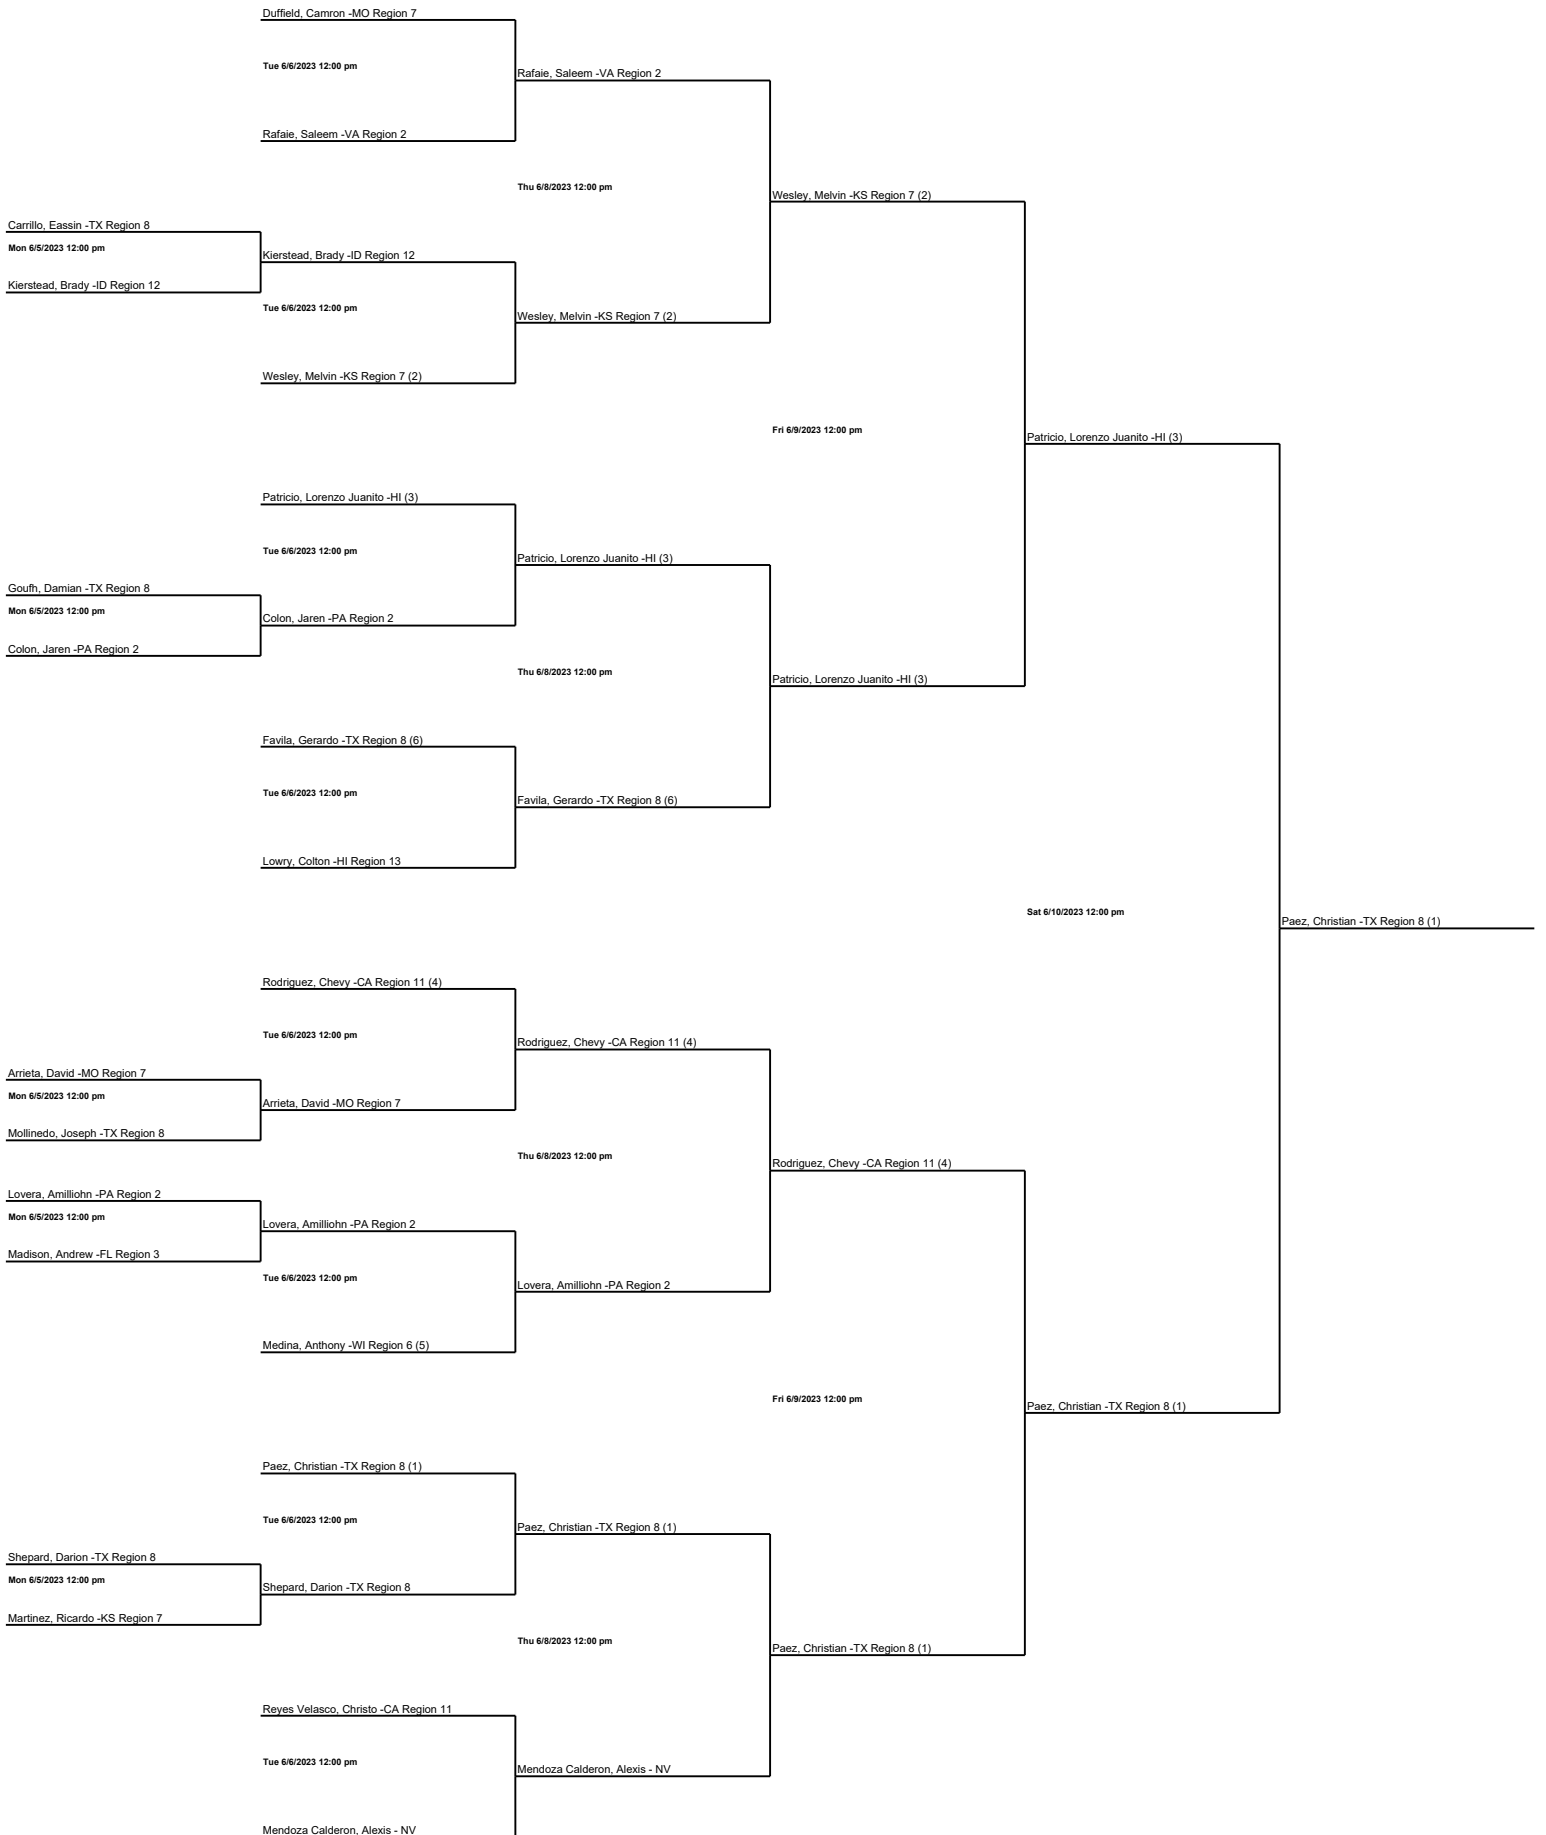 Duffield, Camron -MO Region 7
Tue 6/6/2023 12:00 pm
Rafaie, Saleem -VA Region 2
Rafaie, Saleem -VA Region 2
Thu 6/8/2023 12:00 pm
Wesley, Melvin -KS Region 7 (2)
Carrillo, Eassin -TX Region 8
Mon 6/5/2023 12:00 pm
Kierstead, Brady -ID Region 12
Kierstead, Brady -ID Region 12
Tue 6/6/2023 12:00 pm
Wesley, Melvin -KS Region 7 (2)
Wesley, Melvin -KS Region 7 (2)
Fri 6/9/2023 12:00 pm
Patricio, Lorenzo Juanito -HI (3)
Patricio, Lorenzo Juanito -HI (3)
Tue 6/6/2023 12:00 pm
Patricio, Lorenzo Juanito -HI (3)
Goufh, Damian -TX Region 8
Mon 6/5/2023 12:00 pm
Colon, Jaren -PA Region 2
Colon, Jaren -PA Region 2
Thu 6/8/2023 12:00 pm
Patricio, Lorenzo Juanito -HI (3)
Favila, Gerardo -TX Region 8 (6)
Tue 6/6/2023 12:00 pm
Favila, Gerardo -TX Region 8 (6)
Lowry, Colton -HI Region 13
Sat 6/10/2023 12:00 pm
Paez, Christian -TX Region 8 (1)
Rodriguez, Chevy -CA Region 11 (4)
Tue 6/6/2023 12:00 pm
Rodriguez, Chevy -CA Region 11 (4)
Arrieta, David -MO Region 7
Mon 6/5/2023 12:00 pm
Arrieta, David -MO Region 7
Mollinedo, Joseph -TX Region 8
Thu 6/8/2023 12:00 pm
Rodriguez, Chevy -CA Region 11 (4)
Lovera, Amilliohn -PA Region 2
Mon 6/5/2023 12:00 pm
Lovera, Amilliohn -PA Region 2
Madison, Andrew -FL Region 3
Tue 6/6/2023 12:00 pm
Lovera, Amilliohn -PA Region 2
Medina, Anthony -WI Region 6 (5)
Fri 6/9/2023 12:00 pm
Paez, Christian -TX Region 8 (1)
Paez, Christian -TX Region 8 (1)
Tue 6/6/2023 12:00 pm
Paez, Christian -TX Region 8 (1)
Shepard, Darion -TX Region 8
Mon 6/5/2023 12:00 pm
Shepard, Darion -TX Region 8
Martinez, Ricardo -KS Region 7
Thu 6/8/2023 12:00 pm
Paez, Christian -TX Region 8 (1)
Reyes Velasco, Christo -CA Region 11
Tue 6/6/2023 12:00 pm
Mendoza Calderon, Alexis - NV
Mendoza Calderon, Alexis - NV